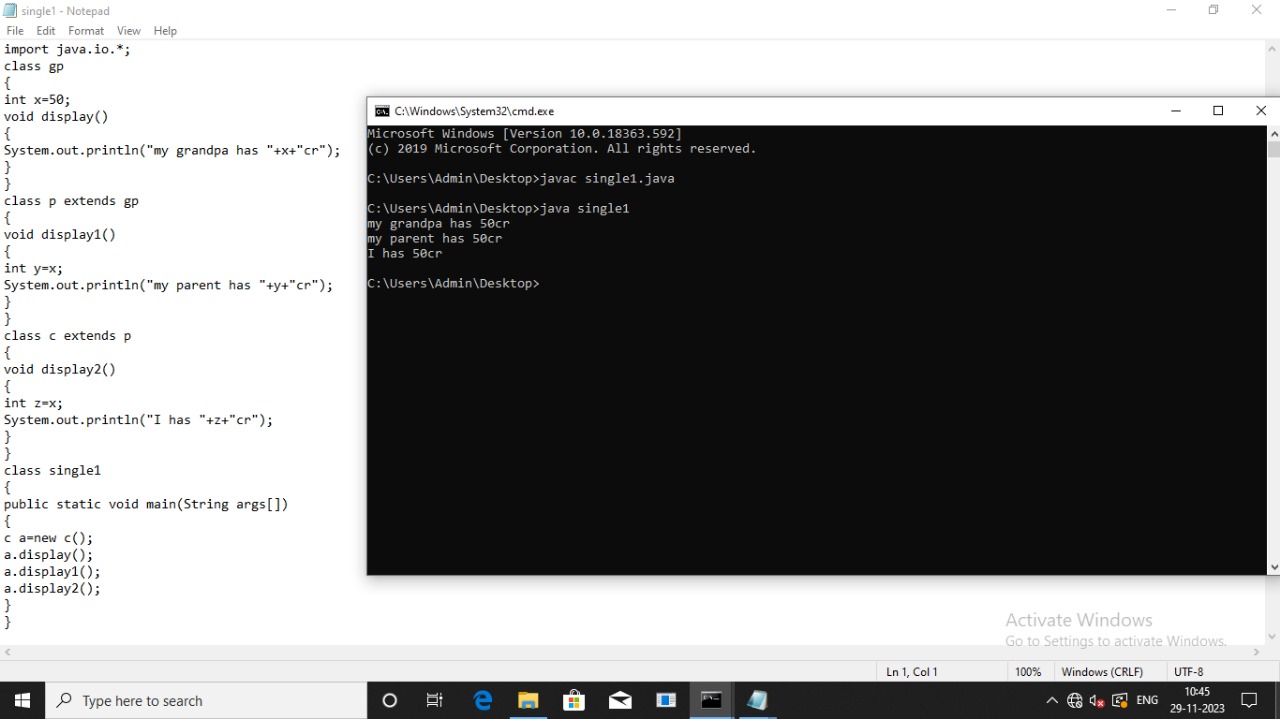 single1 - Notepad
File Edit Format View Help
import java.io.*;
class gp
{
int x=50;
void display()
{
System.out.println("my grandpa has "+x+"cr");
}
}
class p extends gp
{
void display1()
{
int y=x;
System.out.println("my parent has "+y+"cr");
}
}
class c extends p
{
void display2()
{
int z=x;
System.out.println("I has "+z+"cr");
}
}
class single1
{
public static void main(String args[])
{
c a=new c();
a.display();
a.display1();
a.display2();
}
}
C:\Windows\System32\cmd.exe
Microsoft Windows [Version 10.0.18363.592]
(c) 2019 Microsoft Corporation. All rights reserved.
C:\Users\Admin\Desktop>javac single1.java
C:\Users\Admin\Desktop>java single1
my grandpa has 50cr
my parent has 50cr
I has 50cr
C:\Users\Admin\Desktop>
Activate Windows
Go to Settings to activate Windows.
Ln 1, Col 1 100% Windows (CRLF) UTF-8
Type here to search
ENG
10:45
29-11-2023